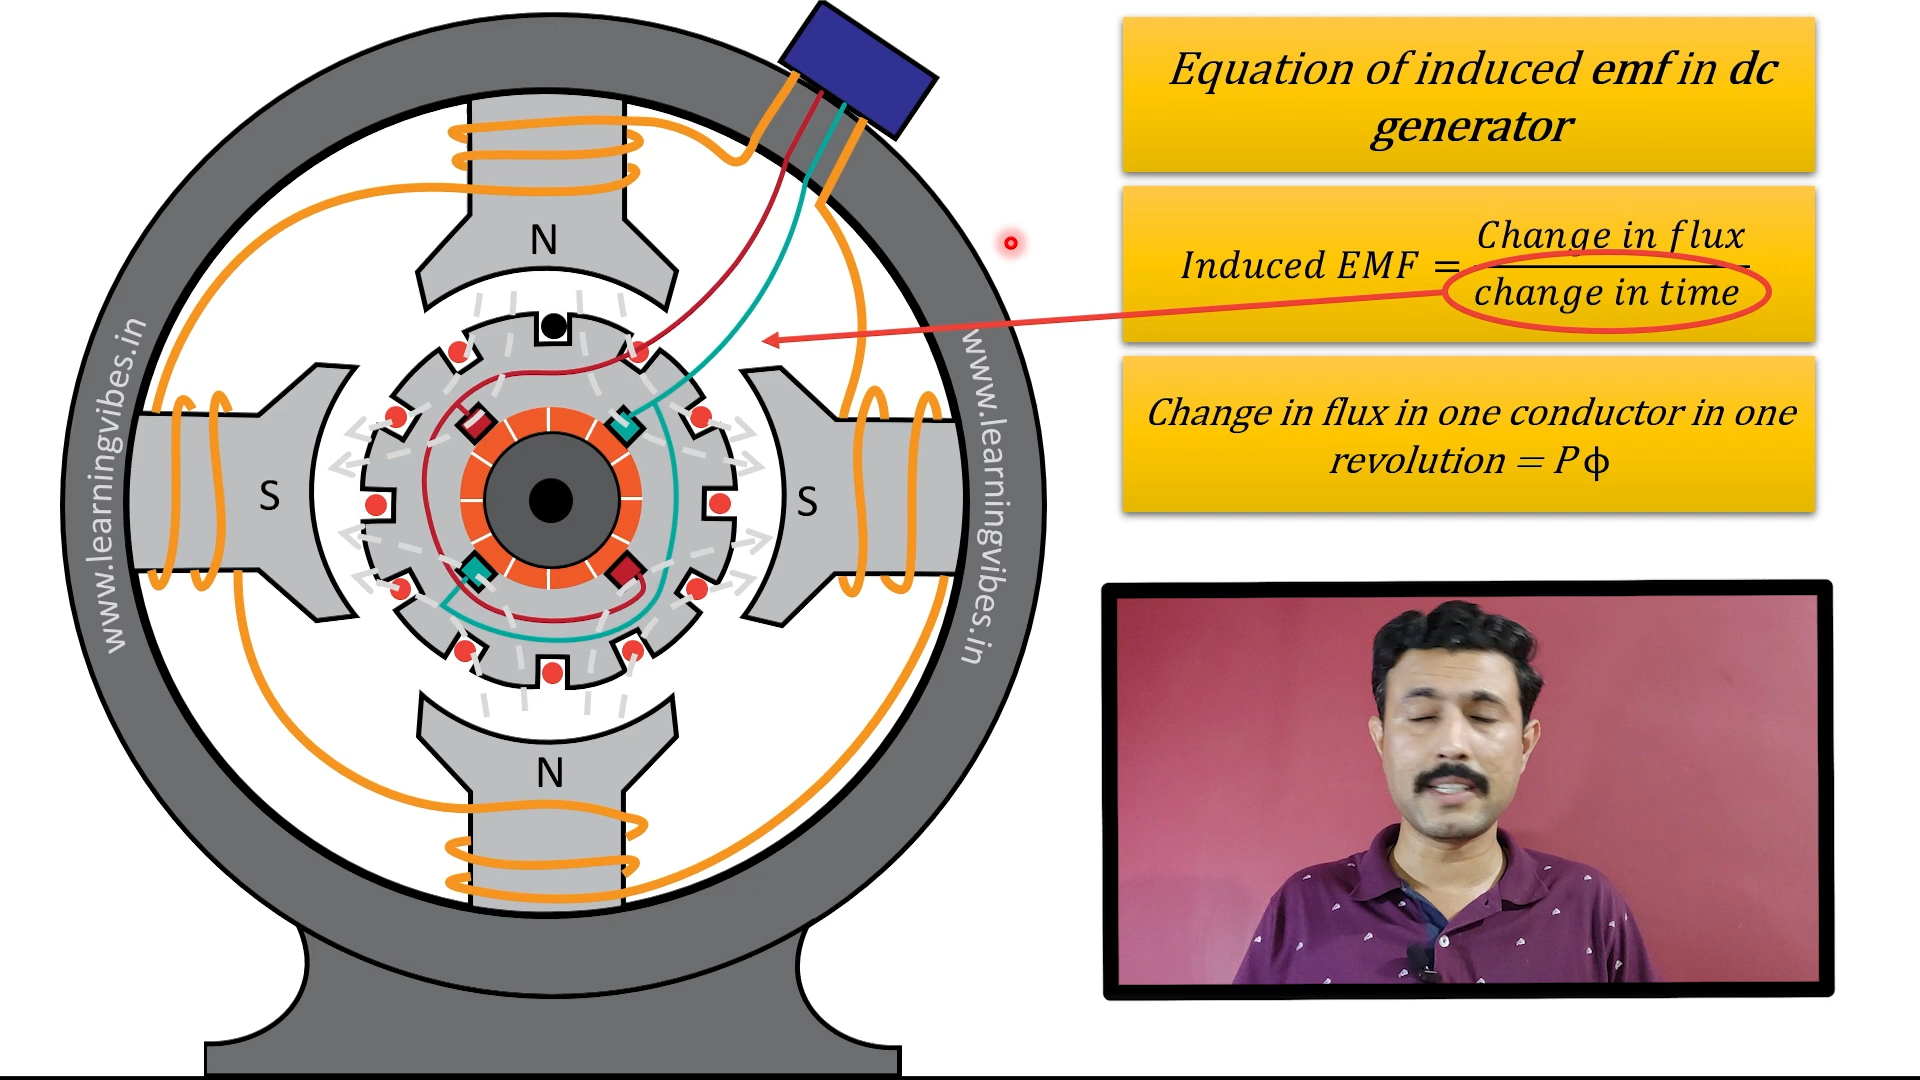 Equation of induced emf in dc
generator
Induced EMF = Change in flux
change in time
Change in flux in one conductor in one
revolution = P ϕ
N
S
S
N
www.learningvibes.in
www.learningvibes.in